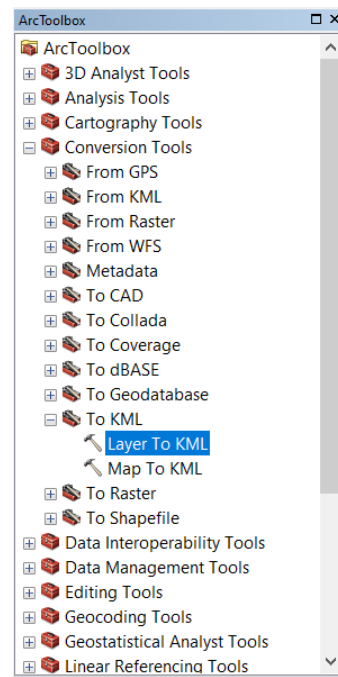 ArcToolbox
ArcToolbox
3D Analyst Tools
Analysis Tools
Cartography Tools
Conversion Tools
From GPS
From KML
From Raster
From WFS
Metadata
To CAD
To Collada
To Coverage
To dBASE
To Geodatabase
To KML
Layer To KML
Map To KML
To Raster
To Shapefile
Data Interoperability Tools
Data Management Tools
Editing Tools
Geocoding Tools
Geostatistical Analyst Tools
Linear Referencing Tools